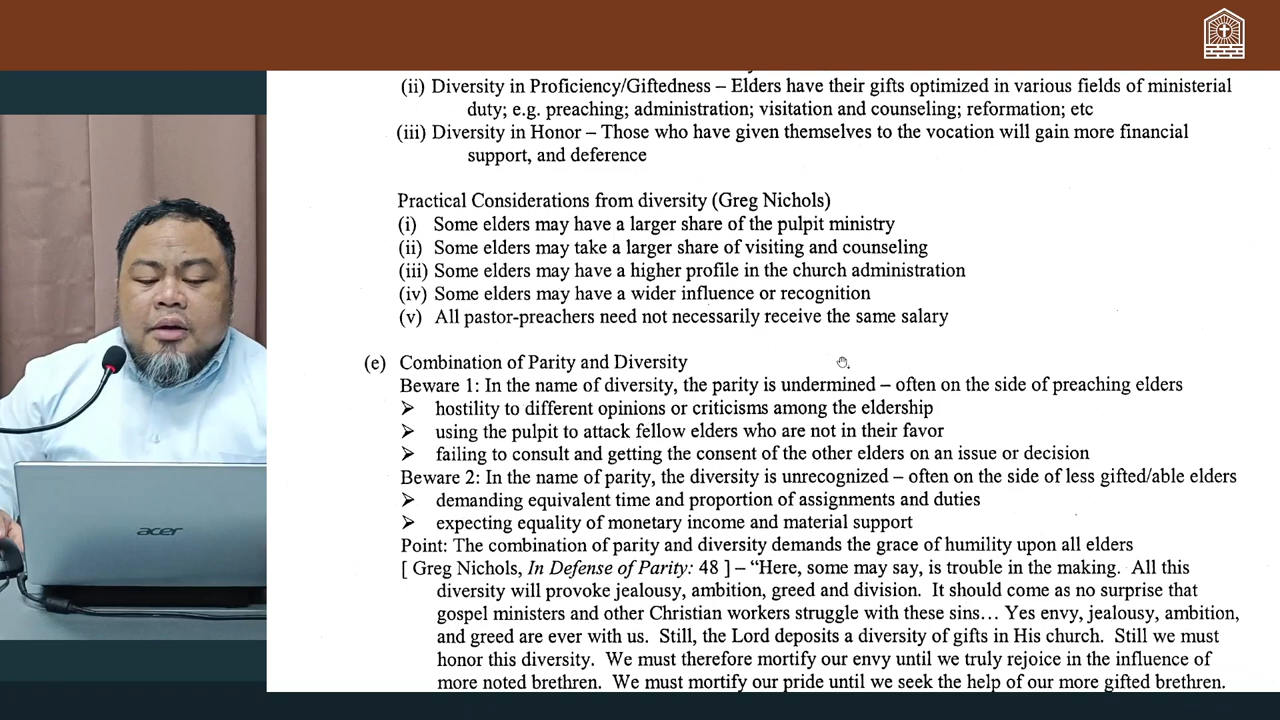 (ii) Diversity in Proficiency/Giftedness – Elders have their gifts optimized in various fields of ministerial
duty; e.g. preaching; administration; visitation and counseling; reformation; etc
(iii) Diversity in Honor – Those who have given themselves to the vocation will gain more financial
support, and deference
Practical Considerations from diversity (Greg Nichols)
(i) Some elders may have a larger share of the pulpit ministry
(ii) Some elders may take a larger share of visiting and counseling
(iii) Some elders may have a higher profile in the church administration
(iv) Some elders may have a wider influence or recognition
(v) All pastor-preachers need not necessarily receive the same salary
(e) Combination of Parity and Diversity
Beware 1: In the name of diversity, the parity is undermined – often on the side of preaching elders
➢ hostility to different opinions or criticisms among the eldership
➢ using the pulpit to attack fellow elders who are not in their favor
➢ failing to consult and getting the consent of the other elders on an issue or decision
Beware 2: In the name of parity, the diversity is unrecognized – often on the side of less gifted/able elders
➢ demanding equivalent time and proportion of assignments and duties
➢ expecting equality of monetary income and material support
Point: The combination of parity and diversity demands the grace of humility upon all elders
[ Greg Nichols, In Defense of Parity: 48 ] – “Here, some may say, is trouble in the making. All this
diversity will provoke jealousy, ambition, greed and division. It should come as no surprise that
gospel ministers and other Christian workers struggle with these sins… Yes envy, jealousy, ambition,
and greed are ever with us. Still, the Lord deposits a diversity of gifts in His church. Still we must
honor this diversity. We must therefore mortify our envy until we truly rejoice in the influence of
more noted brethren. We must mortify our pride until we seek the help of our more gifted brethren.
acer